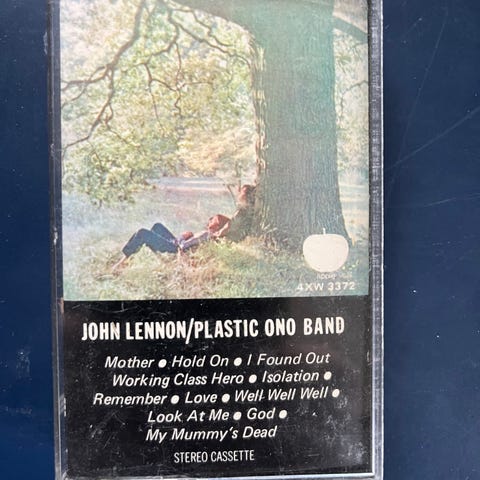 apple
4XW 3372
JOHN LENNON/PLASTIC ONO BAND
Mother • Hold On • I Found Out
Working Class Hero • Isolation •
Remember • Love • Well Well Well •
Look At Me • God •
My Mummy's Dead
STEREO CASSETTE